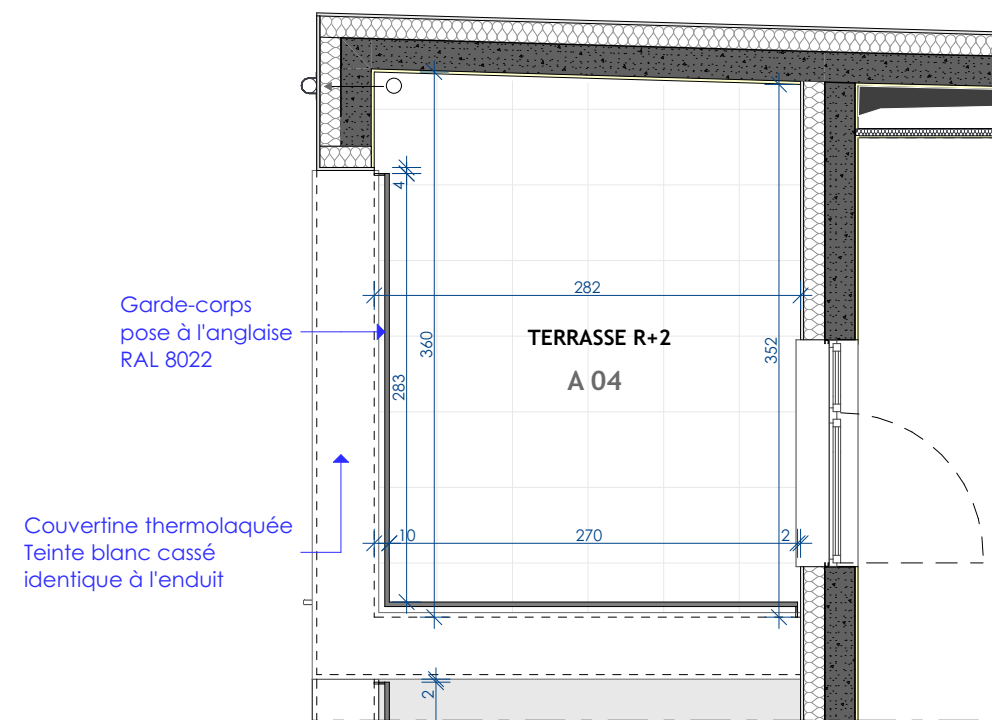 4
282
Garde-corps
pose à l'anglaise
RAL 8022
360
TERRASSE R+2
352
A 04
283
Couvertine thermolaquée
Teinte blanc cassé
identique à l'enduit
10
270
2
2